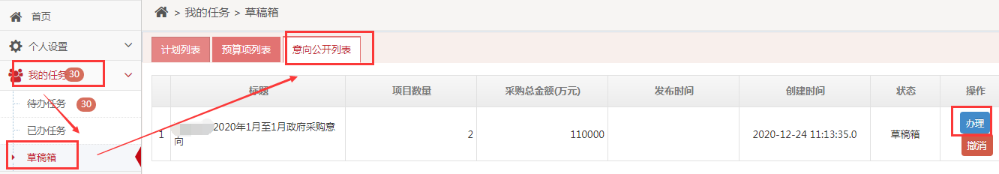 首页
个人设置
我的任务 30
待办任务 30
已办任务
草稿箱
> 我的任务 > 草稿箱
计划列表 预算项列表 意向公开列表
标题 项目数量 采购总金额(万元) 发布时间 创建时间 状态 操作
1 2020年1月至1月政府采购意
向 2 110000 2020-12-24 11:13:35.0 草稿箱 办理
撤消